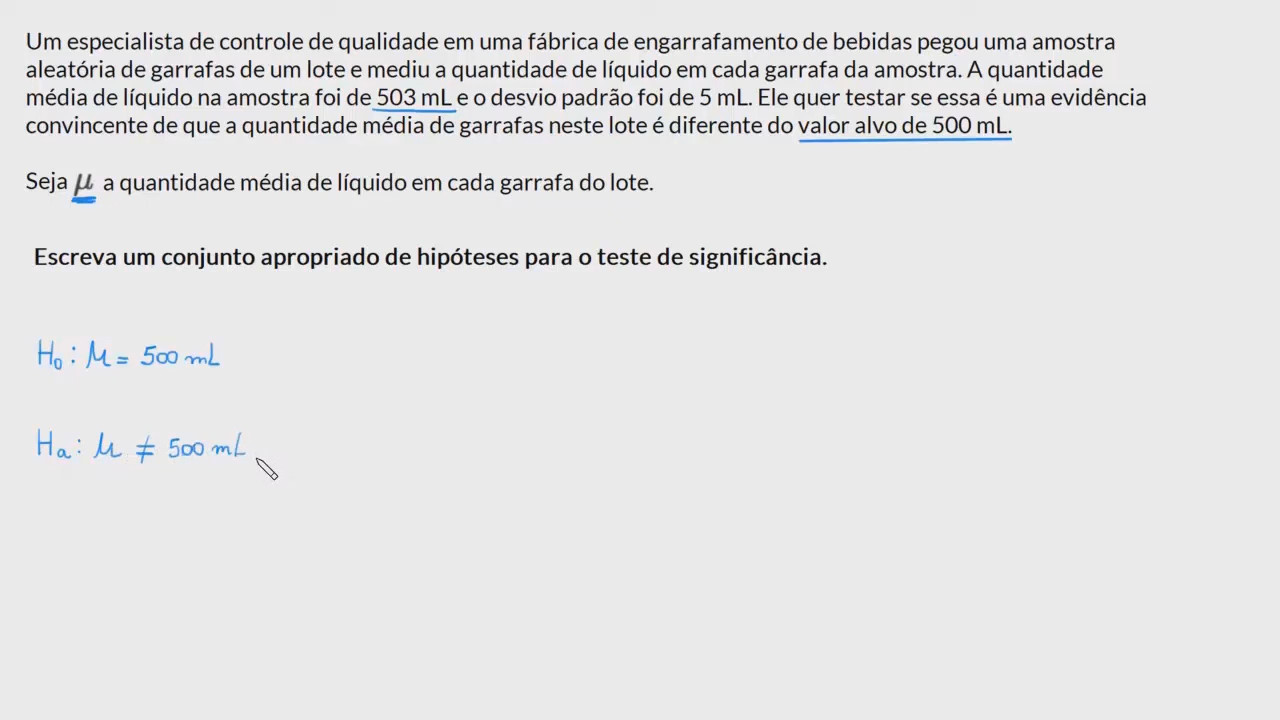 Um especialista de controle de qualidade em uma fábrica de engarrafamento de bebidas pegou uma amostra
aleatória de garrafas de um lote e mediu a quantidade de líquido em cada garrafa da amostra. A quantidade
média de líquido na amostra foi de 503 mL e o desvio padrão foi de 5 mL. Ele quer testar se essa é uma evidência
convincente de que a quantidade média de garrafas neste lote é diferente do valor alvo de 500 mL.
Seja μ a quantidade média de líquido em cada garrafa do lote.
Escreva um conjunto apropriado de hipóteses para o teste de significância.
H₀ : μ = 500 mL
Hₐ : μ ≠ 500 mL